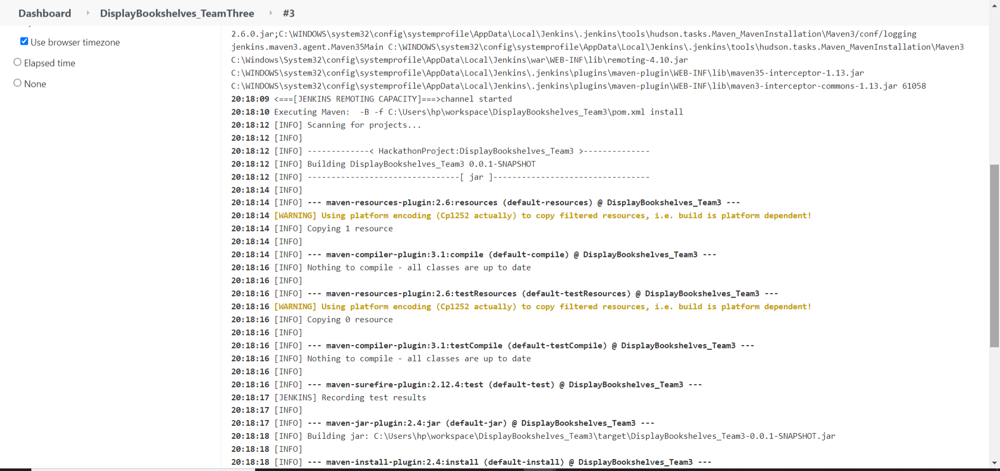 Dashboard DisplayBookshelves_TeamThree #3
Use browser timezone
Elapsed time
None
2.6.0.jar;C:\WINDOWS\system32\config\systemprofile\AppData\Local\Jenkins\.jenkins\tools\hudson.tasks.Maven_MavenInstallation\Maven3/conf/logging
jenkins.maven3.agent.Maven35Main C:\WINDOWS\system32\config\systemprofile\AppData\Local\Jenkins\.jenkins\tools\hudson.tasks.Maven_MavenInstallation\Maven3
C:\Windows\System32\config\systemprofile\AppData\Local\Jenkins\war\WEB-INF\lib\remoting-4.10.jar
C:\WINDOWS\system32\config\systemprofile\AppData\Local\Jenkins\.jenkins\plugins\maven-plugin\WEB-INF\lib\maven35-interceptor-1.13.jar
C:\WINDOWS\system32\config\systemprofile\AppData\Local\Jenkins\.jenkins\plugins\maven-plugin\WEB-INF\lib\maven3-interceptor-commons-1.13.jar 61058
20:18:09 <===[JENKINS REMOTING CAPACITY]===>channel started
20:18:10 Executing Maven:  -B -f C:\Users\hp\workspace\DisplayBookshelves_Team3\pom.xml install
20:18:12 [INFO] Scanning for projects...
20:18:12 [INFO]
20:18:12 [INFO] -------------< HackathonProject:DisplayBookshelves_Team3 >--------------
20:18:12 [INFO] Building DisplayBookshelves_Team3 0.0.1-SNAPSHOT
20:18:12 [INFO] --------------------------------[ jar ]---------------------------------
20:18:14 [INFO]
20:18:14 [INFO] --- maven-resources-plugin:2.6:resources (default-resources) @ DisplayBookshelves_Team3 ---
20:18:14 [WARNING] Using platform encoding (Cp1252 actually) to copy filtered resources, i.e. build is platform dependent!
20:18:14 [INFO] Copying 1 resource
20:18:14 [INFO]
20:18:14 [INFO] --- maven-compiler-plugin:3.1:compile (default-compile) @ DisplayBookshelves_Team3 ---
20:18:16 [INFO] Nothing to compile - all classes are up to date
20:18:16 [INFO]
20:18:16 [INFO] --- maven-resources-plugin:2.6:testResources (default-testResources) @ DisplayBookshelves_Team3 ---
20:18:16 [WARNING] Using platform encoding (Cp1252 actually) to copy filtered resources, i.e. build is platform dependent!
20:18:16 [INFO] Copying 0 resource
20:18:16 [INFO]
20:18:16 [INFO] --- maven-compiler-plugin:3.1:testCompile (default-testCompile) @ DisplayBookshelves_Team3 ---
20:18:16 [INFO] Nothing to compile - all classes are up to date
20:18:16 [INFO]
20:18:16 [INFO] --- maven-surefire-plugin:2.12.4:test (default-test) @ DisplayBookshelves_Team3 ---
20:18:17 [JENKINS] Recording test results
20:18:17 [INFO]
20:18:17 [INFO] --- maven-jar-plugin:2.4:jar (default-jar) @ DisplayBookshelves_Team3 ---
20:18:18 [INFO] Building jar: C:\Users\hp\workspace\DisplayBookshelves_Team3\target\DisplayBookshelves_Team3-0.0.1-SNAPSHOT.jar
20:18:18 [INFO]
20:18:18 [INFO] --- maven-install-plugin:2.4:install (default-install) @ DisplayBookshelves_Team3 ---